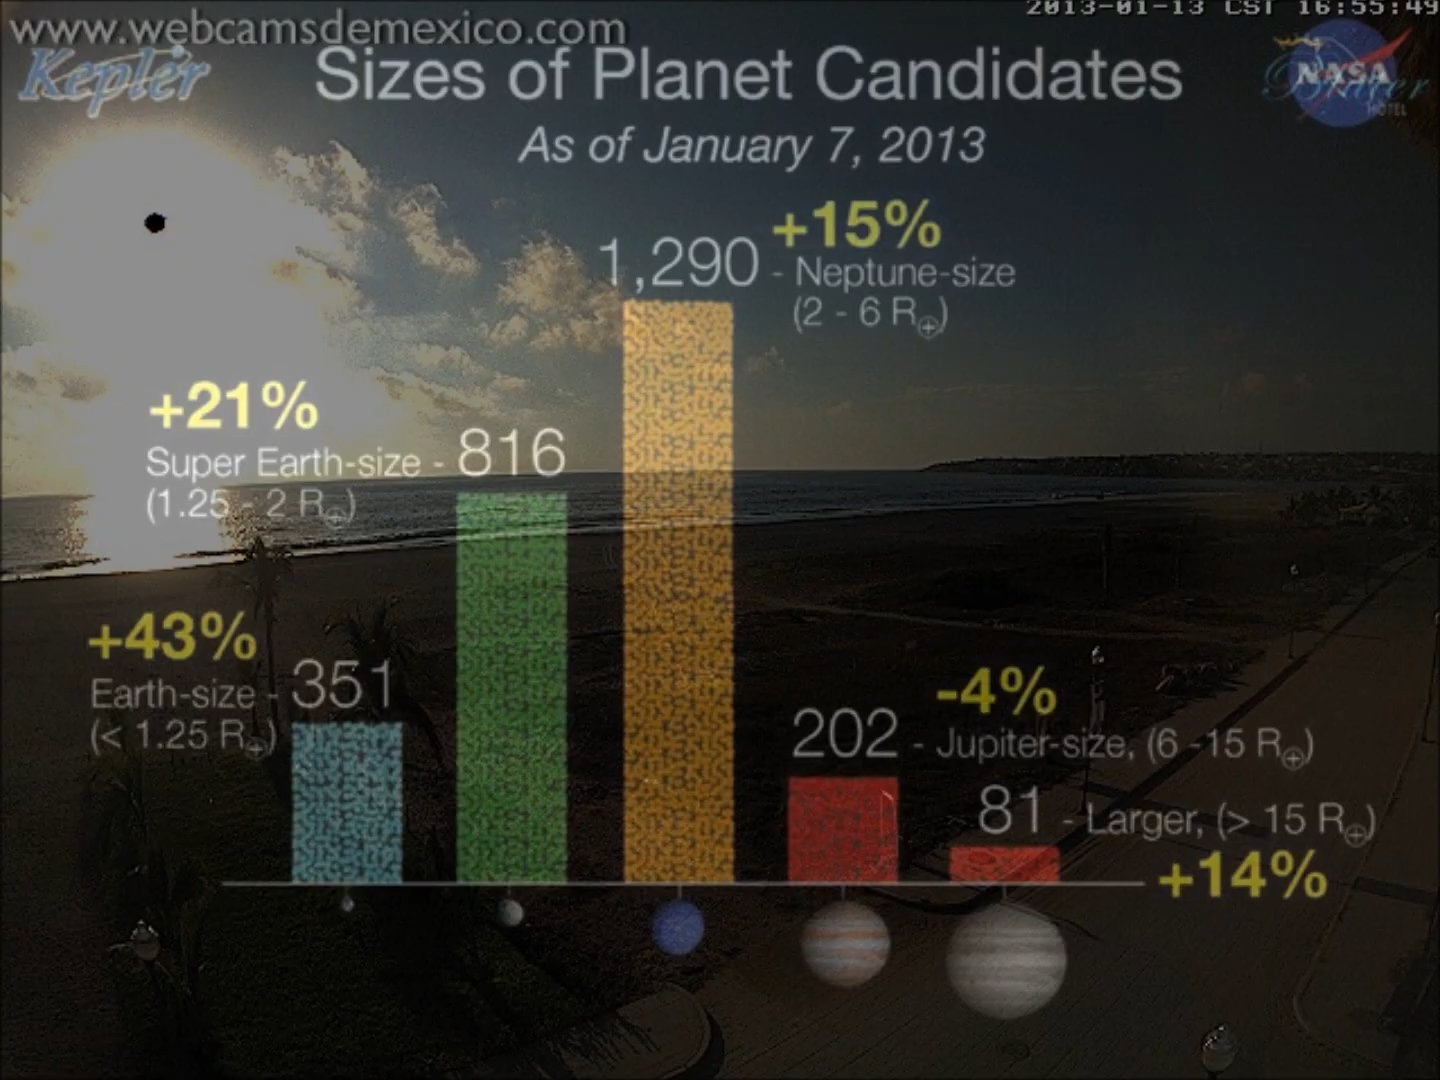 www.webcamsdemexico.com
2013-01-13 CST 16:55:49
Kepler
NASA
HOTEL
Sizes of Planet Candidates
As of January 7, 2013
+15%
1,290 - Neptune-size
(2 - 6 R⊕)
+21%
Super Earth-size - 816
(1.25 - 2 R⊕)
+43%
Earth-size - 351
(< 1.25 R⊕)
-4%
202 - Jupiter-size, (6 -15 R⊕)
81 - Larger, (> 15 R⊕)
+14%